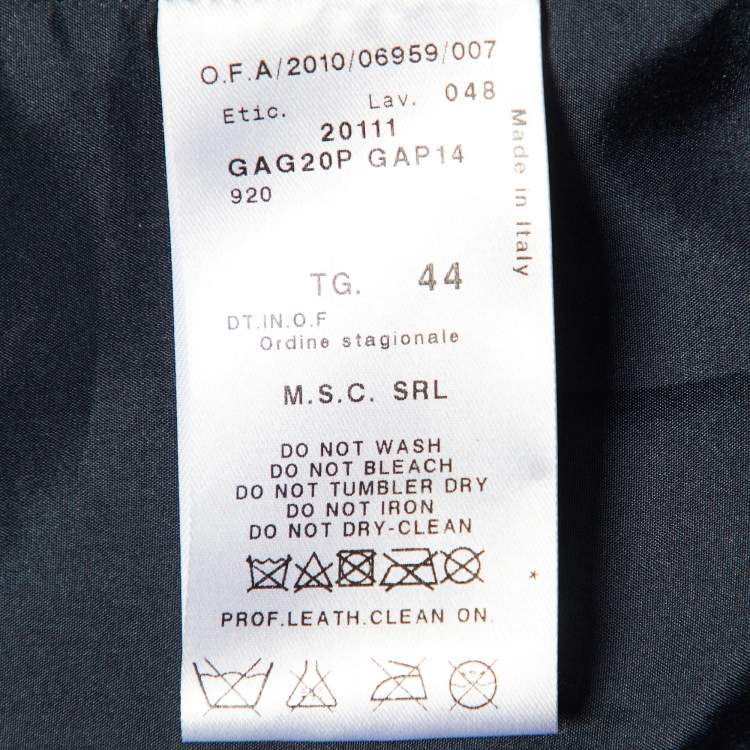 O.F.A/2010/06959/007
Etic. Lav. 048
20111
GAG20P GAP14
920
Made in Italy
TG. 44
DT.IN.O.F
Ordine stagionale
M.S.C. SRL
DO NOT WASH
DO NOT BLEACH
DO NOT TUMBLER DRY
DO NOT IRON
DO NOT DRY-CLEAN
*
PROF.LEATH.CLEAN ON.